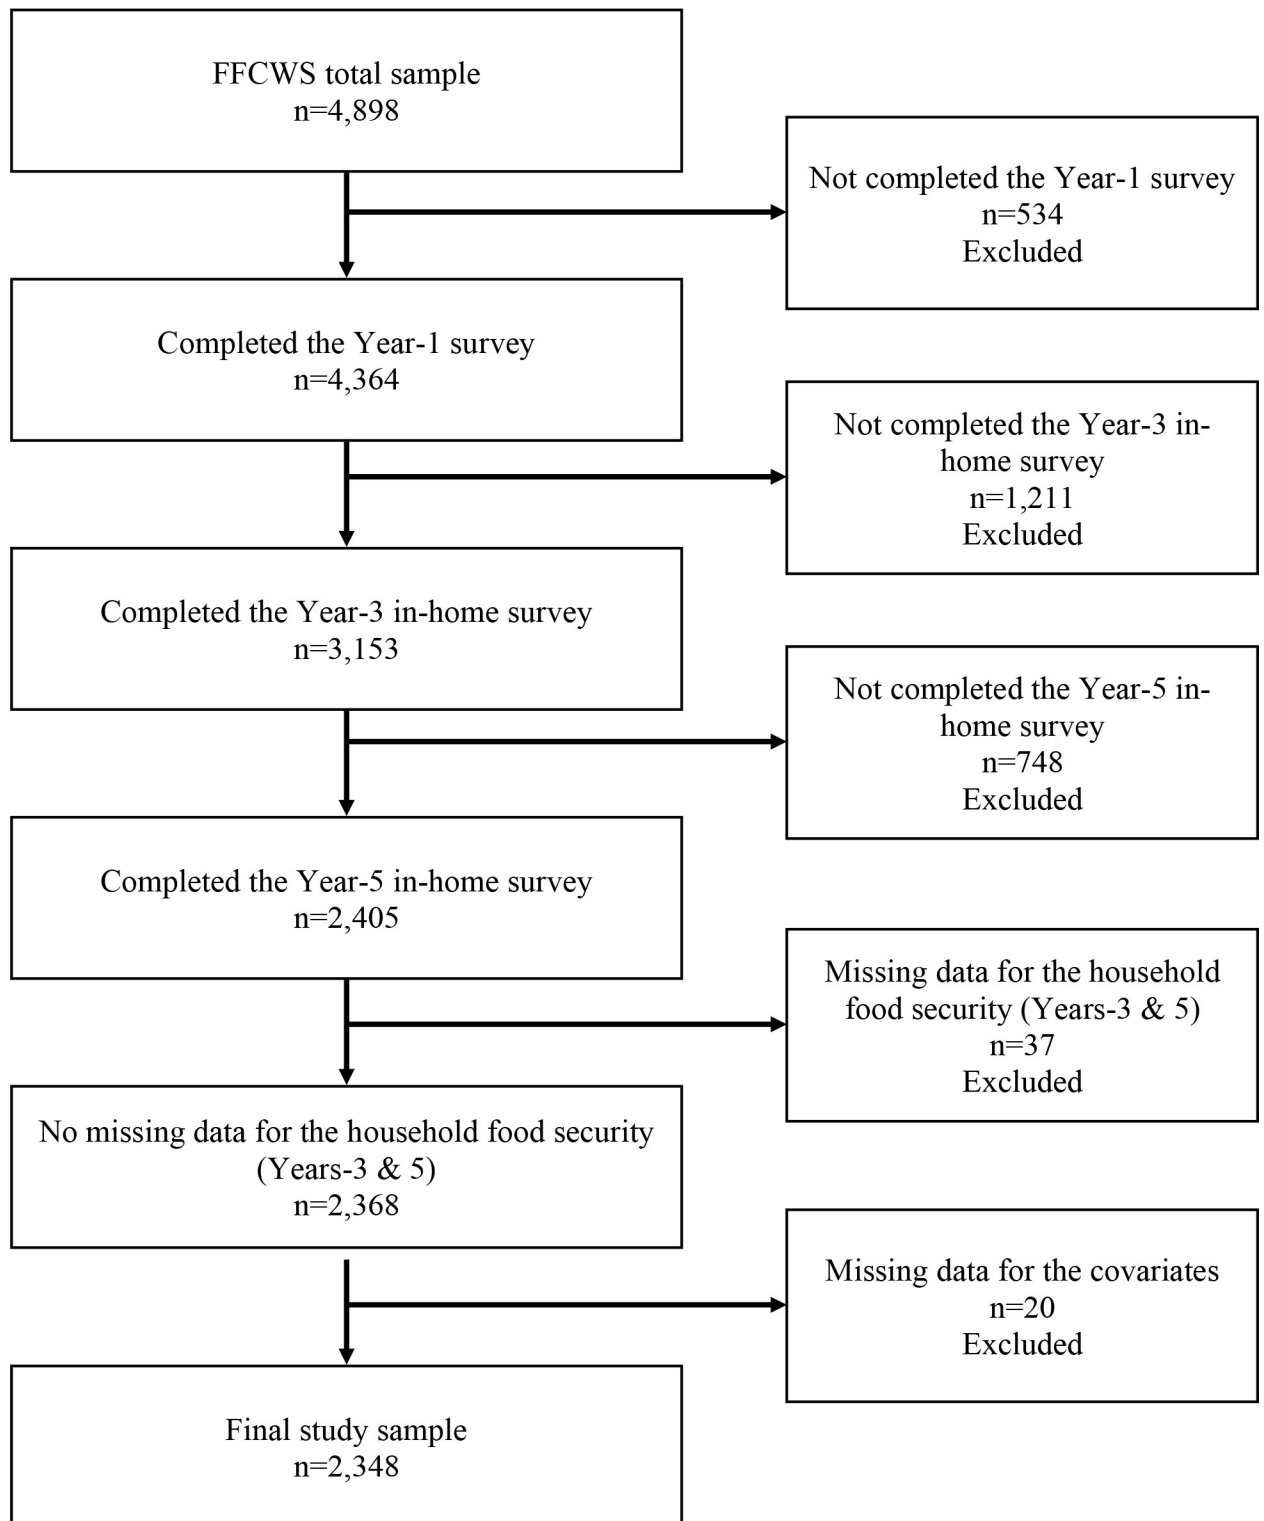 FFCWS total sample
n=4,898
Not completed the Year-1 survey
n=534
Excluded
Completed the Year-1 survey
n=4,364
Not completed the Year-3 in-
home survey
n=1,211
Excluded
Completed the Year-3 in-home survey
n=3,153
Not completed the Year-5 in-
home survey
n=748
Excluded
Completed the Year-5 in-home survey
n=2,405
Missing data for the household
food security (Years-3 & 5)
n=37
Excluded
No missing data for the household food security
(Years-3 & 5)
n=2,368
Missing data for the covariates
n=20
Excluded
Final study sample
n=2,348